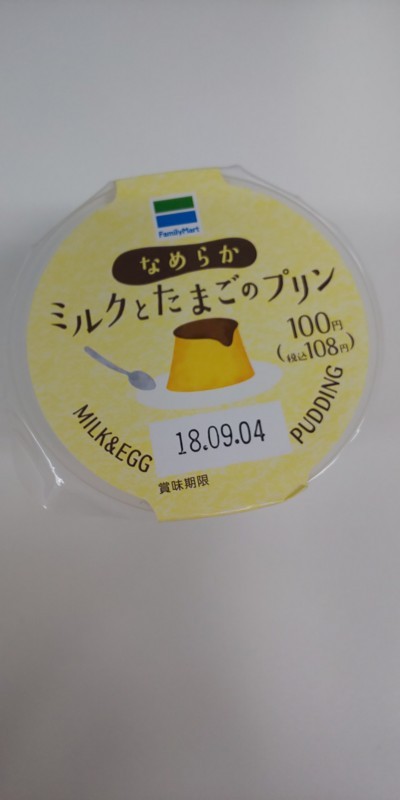 FamilyMart
なめらか
ミルクとたまごのプリン
100円
(税込108円)
MILK&EGG
PUDDING
18.09.04
賞味期限